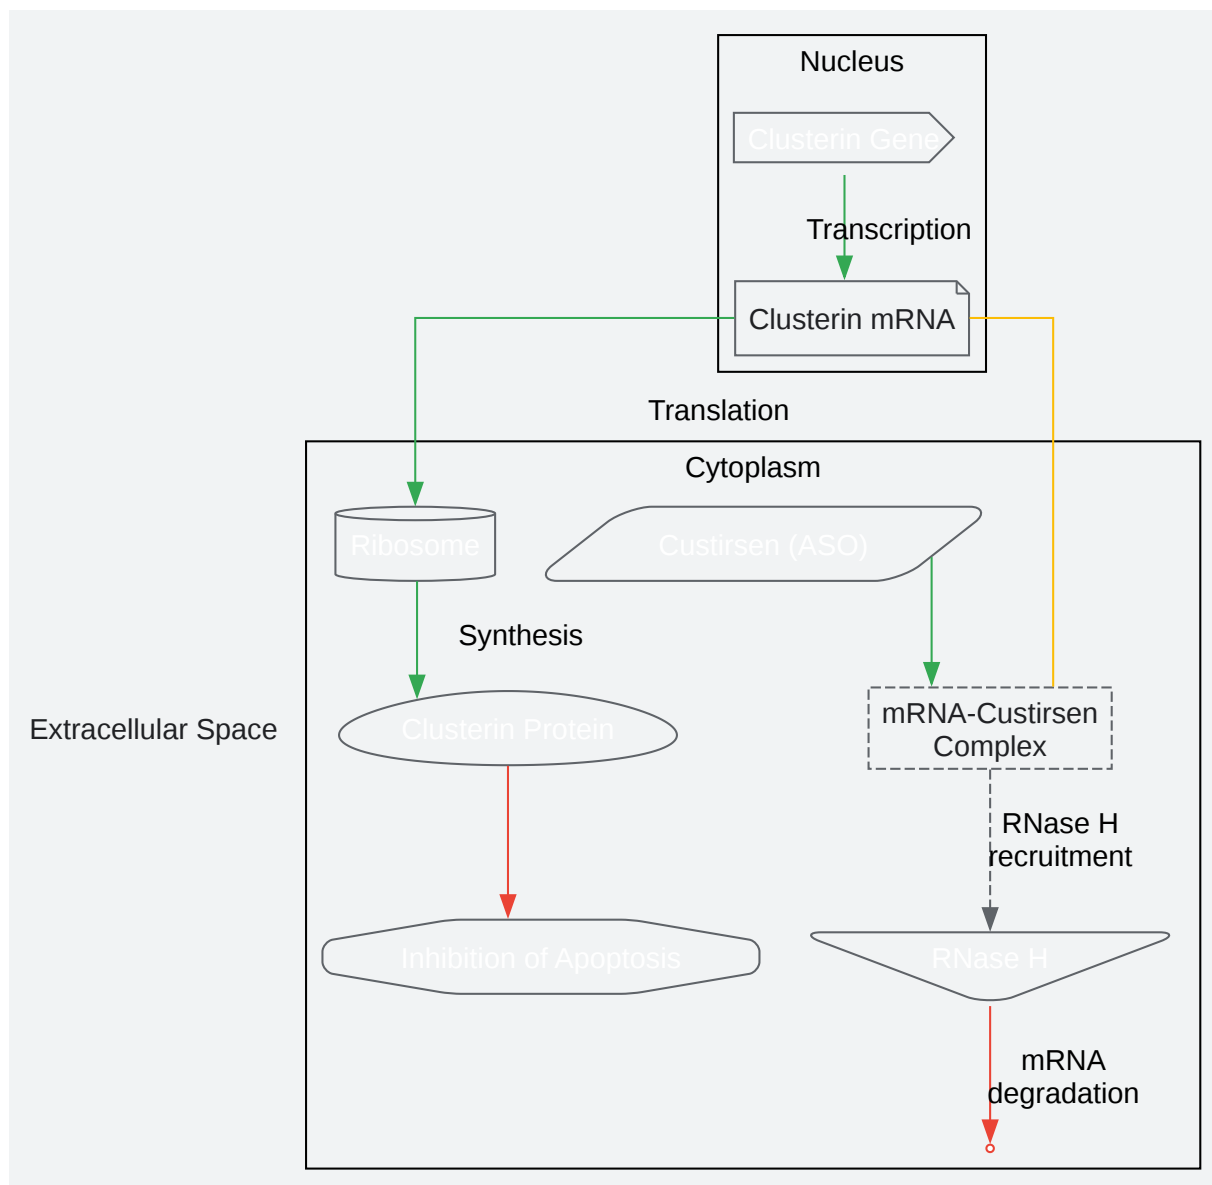 Nucleus
Clusterin Gene
Transcription
Clusterin mRNA
Translation
Cytoplasm
Ribosome
Custirsen (ASO)
Synthesis
Extracellular Space
Clusterin Protein
mRNA-Custirsen
Complex
RNase H
recruitment
Inhibition of Apoptosis
RNase H
mRNA
degradation